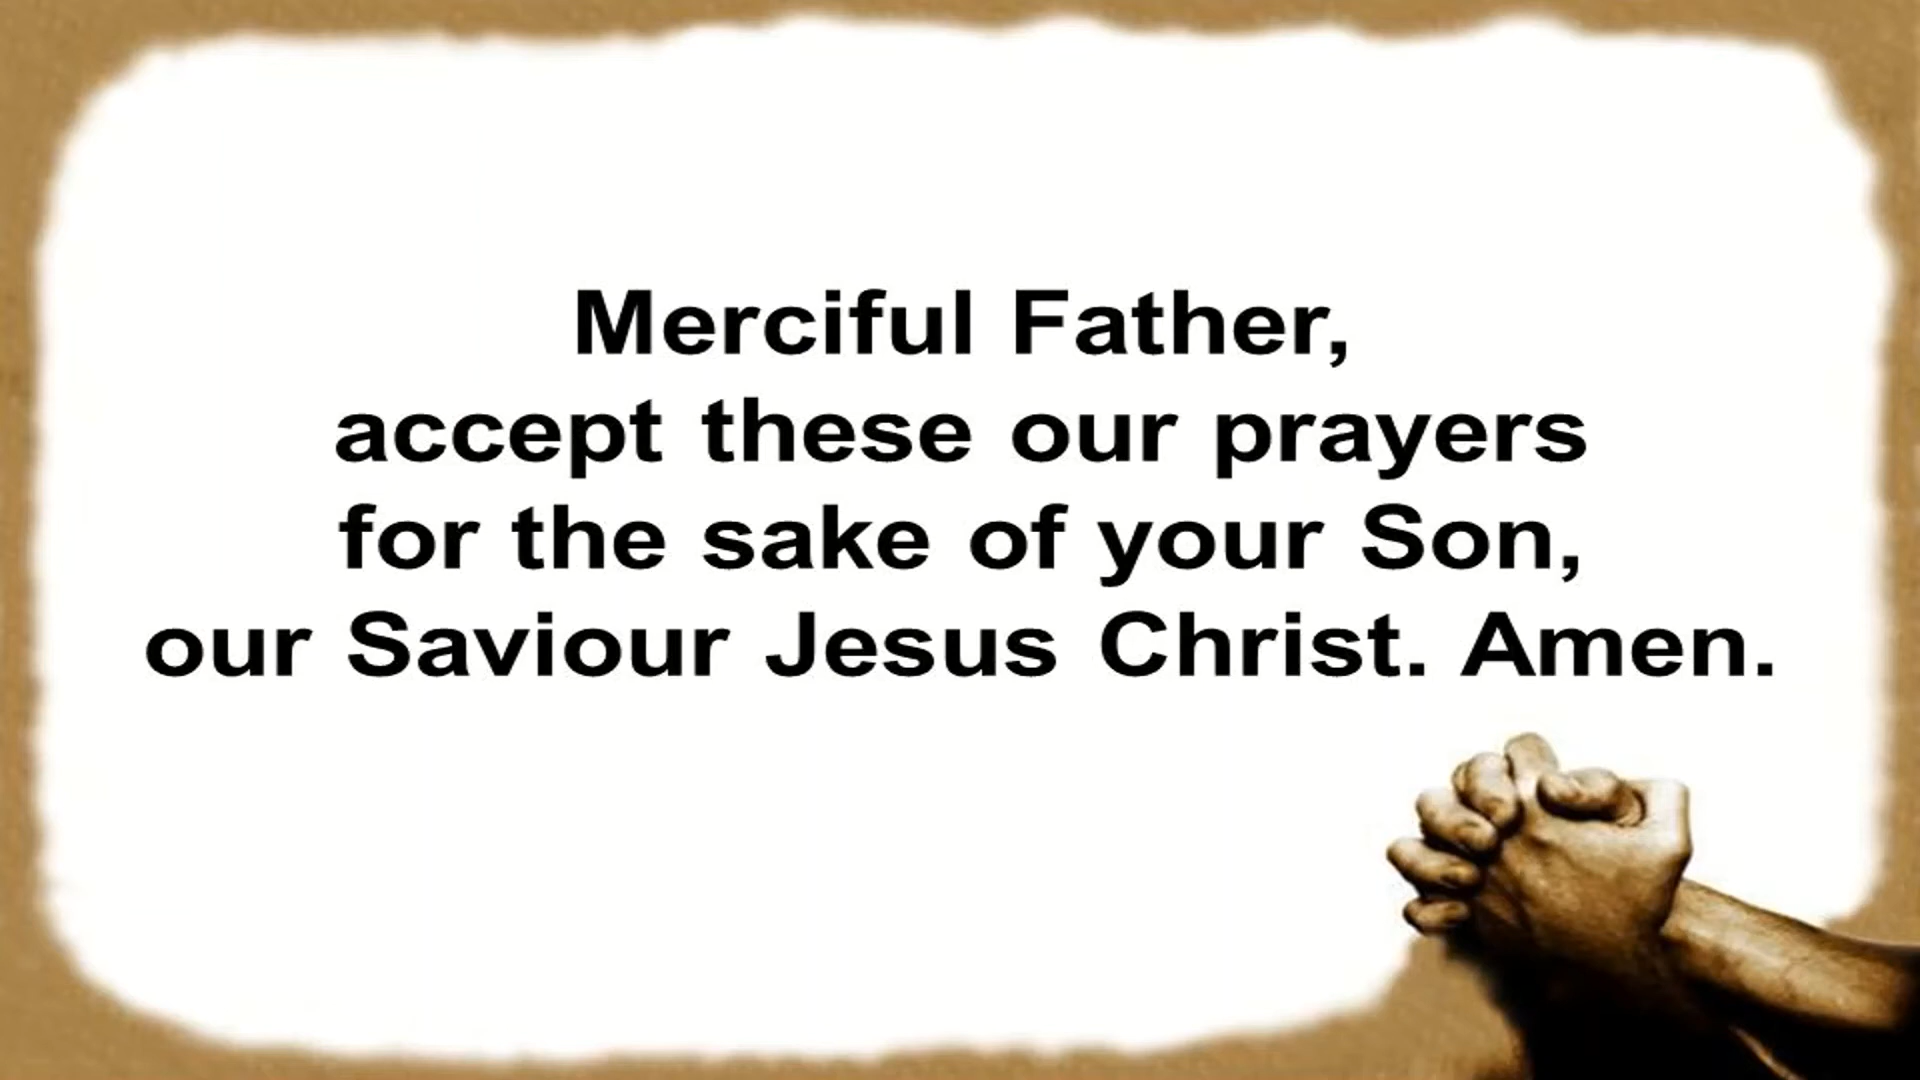 Merciful Father,
accept these our prayers
for the sake of your Son,
our Saviour Jesus Christ. Amen.